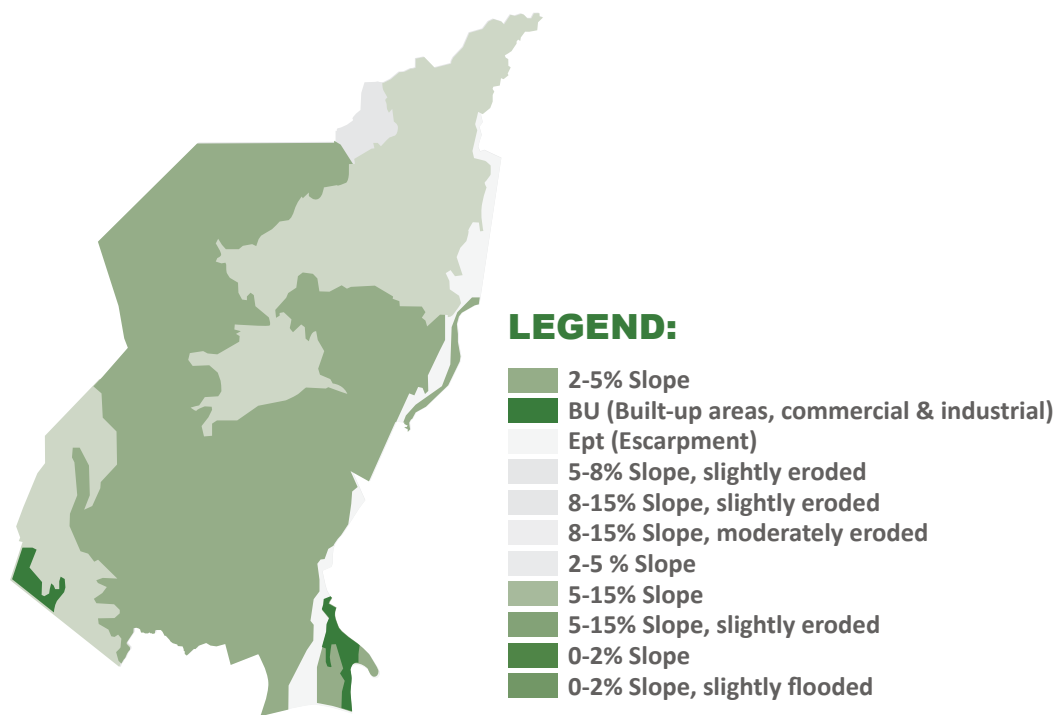 LEGEND:
2-5% Slope
BU (Built-up areas, commercial & industrial)
Ept (Escarpment)
5-8% Slope, slightly eroded
8-15% Slope, slightly eroded
8-15% Slope, moderately eroded
2-5 % Slope
5-15% Slope
5-15% Slope, slightly eroded
0-2% Slope
0-2% Slope, slightly flooded